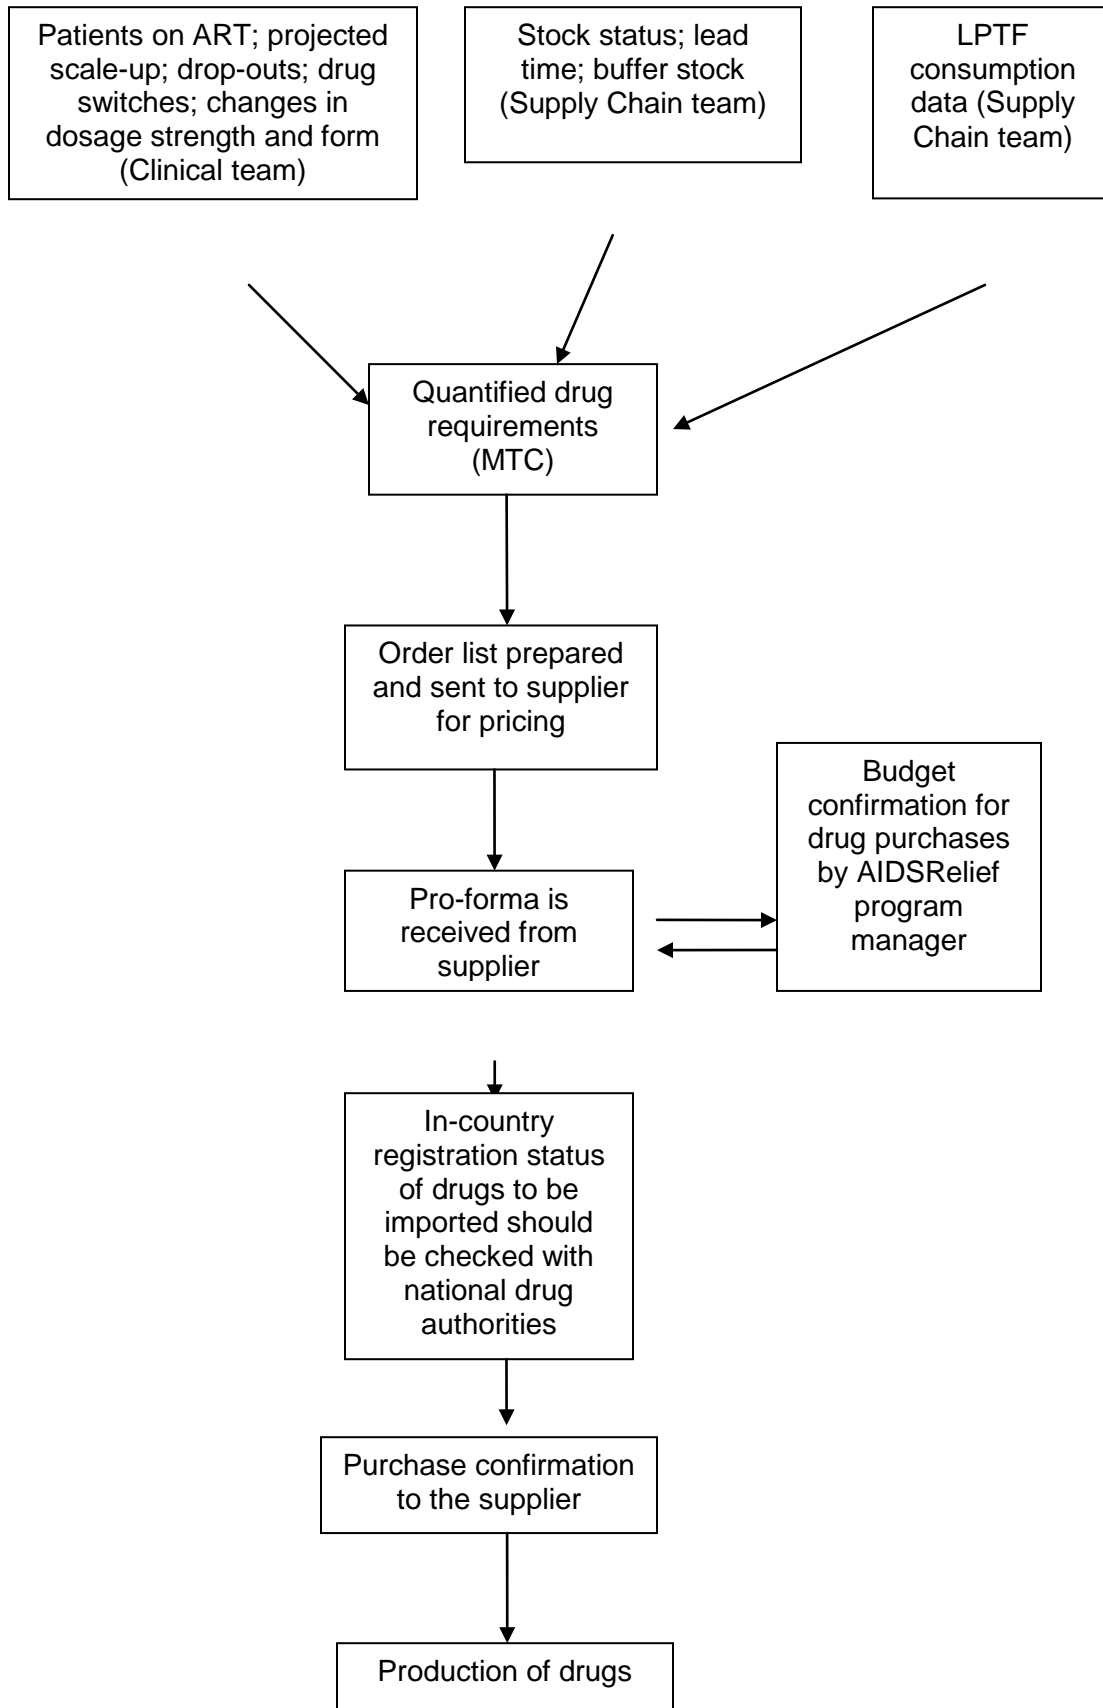 Patients on ART; projected
scale-up; drop-outs; drug
switches; changes in
dosage strength and form
(Clinical team)
Stock status; lead
time; buffer stock
(Supply Chain team)
LPTF
consumption
data (Supply
Chain team)
Quantified drug
requirements
(MTC)
Order list prepared
and sent to supplier
for pricing
Budget
confirmation for
drug purchases
by AIDSRelief
program
manager
Pro-forma is
received from
supplier
In-country
registration status
of drugs to be
imported should
be checked with
national drug
authorities
Purchase confirmation
to the supplier
Production of drugs